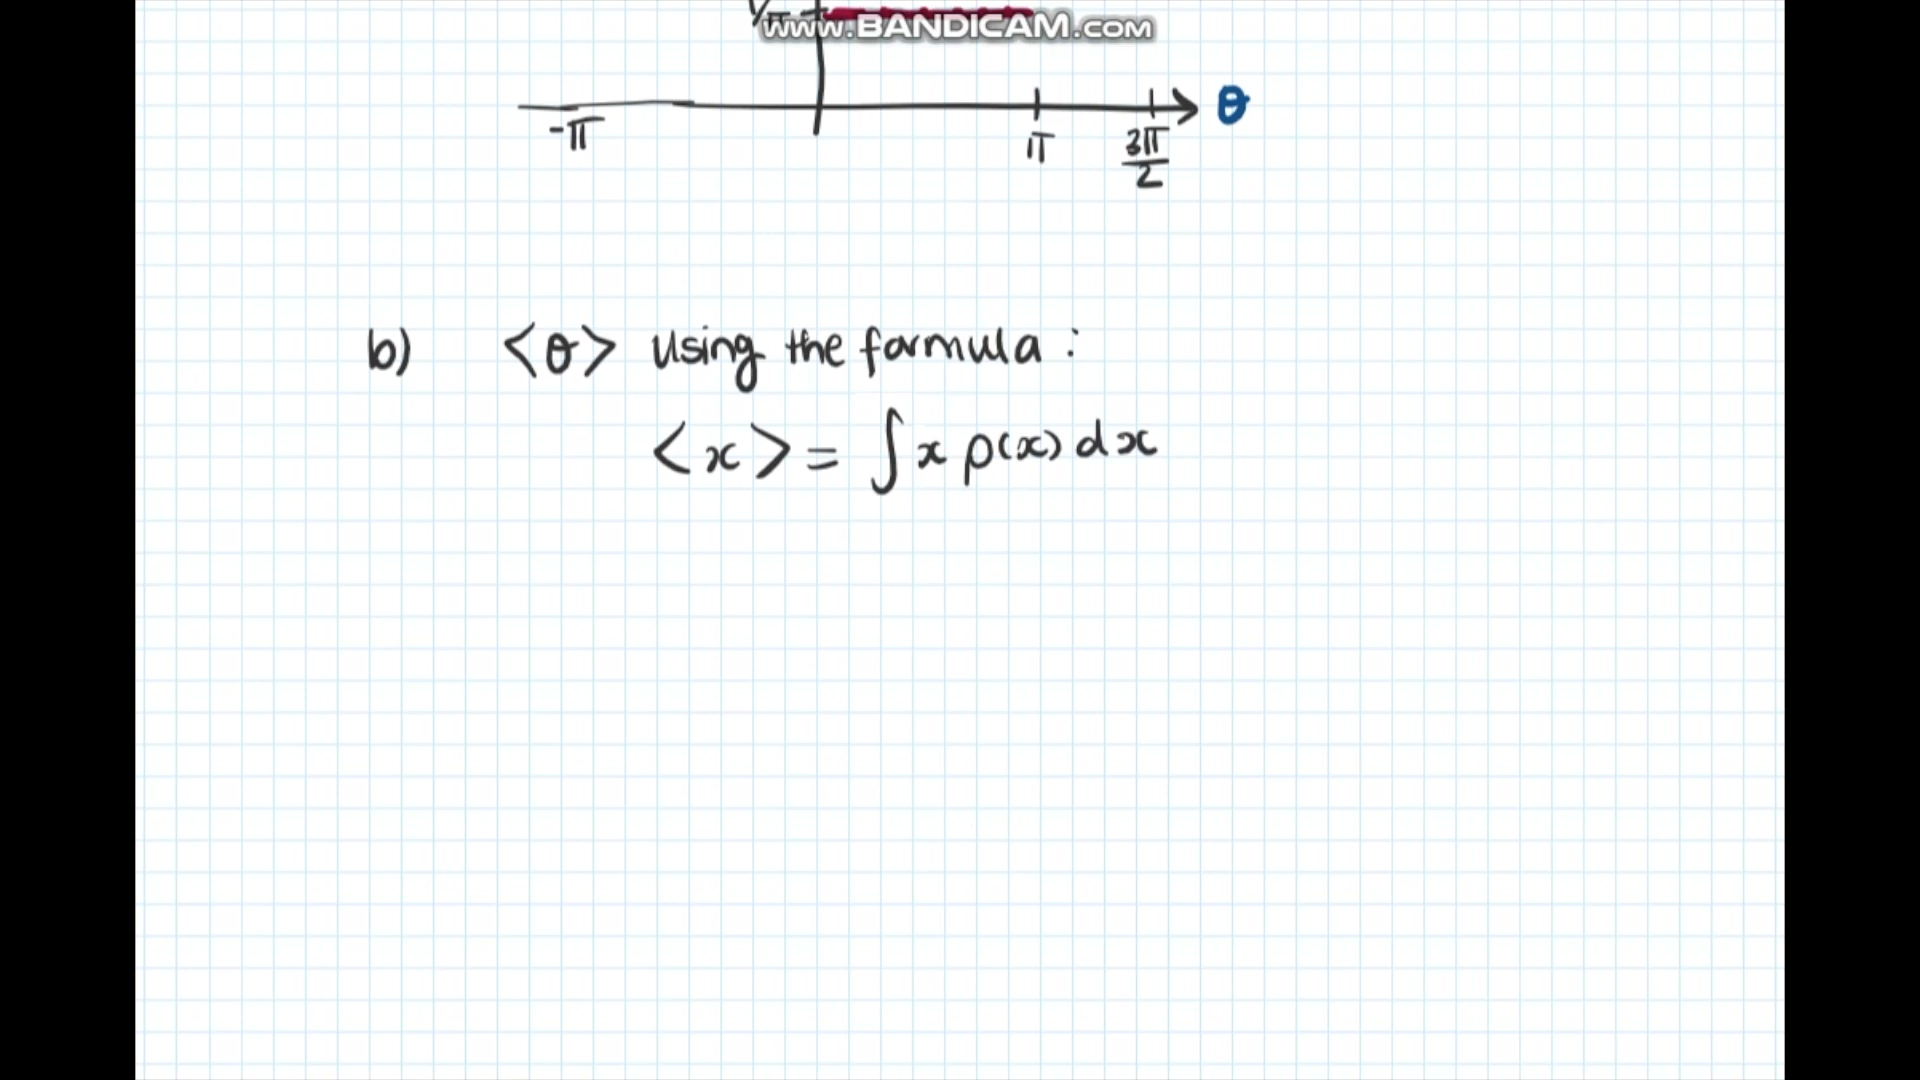 www.BANDICAM.com
θ
-π
π
3π
2
b) <θ> using the formula :
<x> = ∫ x ρ(x) dx